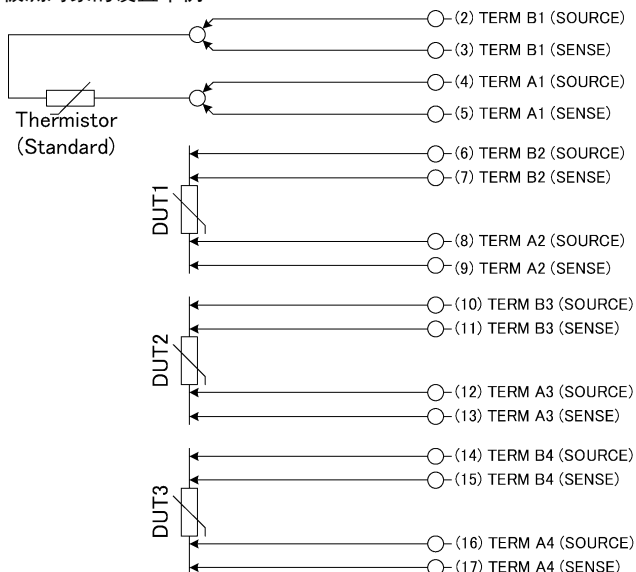 (2) TERM B1 (SOURCE)
(3) TERM B1 (SENSE)
(4) TERM A1 (SOURCE)
(5) TERM A1 (SENSE)
Thermistor
(Standard)
(6) TERM B2 (SOURCE)
(7) TERM B2 (SENSE)
DUT1
(8) TERM A2 (SOURCE)
(9) TERM A2 (SENSE)
(10) TERM B3 (SOURCE)
(11) TERM B3 (SENSE)
DUT2
(12) TERM A3 (SOURCE)
(13) TERM A3 (SENSE)
(14) TERM B4 (SOURCE)
(15) TERM B4 (SENSE)
DUT3
(16) TERM A4 (SOURCE)
(17) TERM A4 (SENSE)